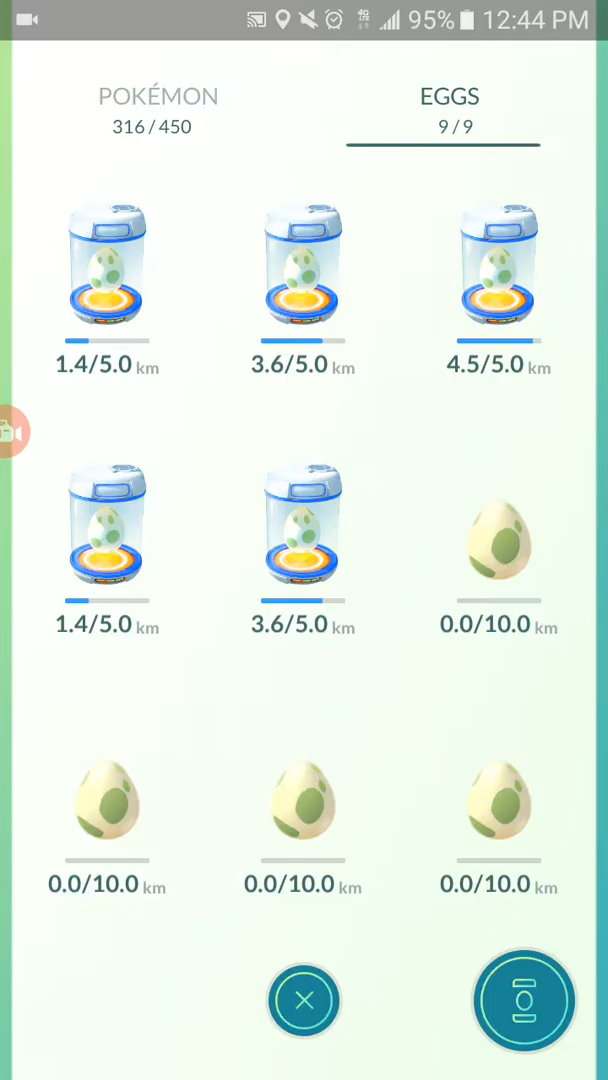 4G LTE 95% 12:44 PM
POKÉMON EGGS
316/450 9/9
1.4/5.0 km 3.6/5.0 km 4.5/5.0 km
1.4/5.0 km 3.6/5.0 km 0.0/10.0 km
0.0/10.0 km 0.0/10.0 km 0.0/10.0 km